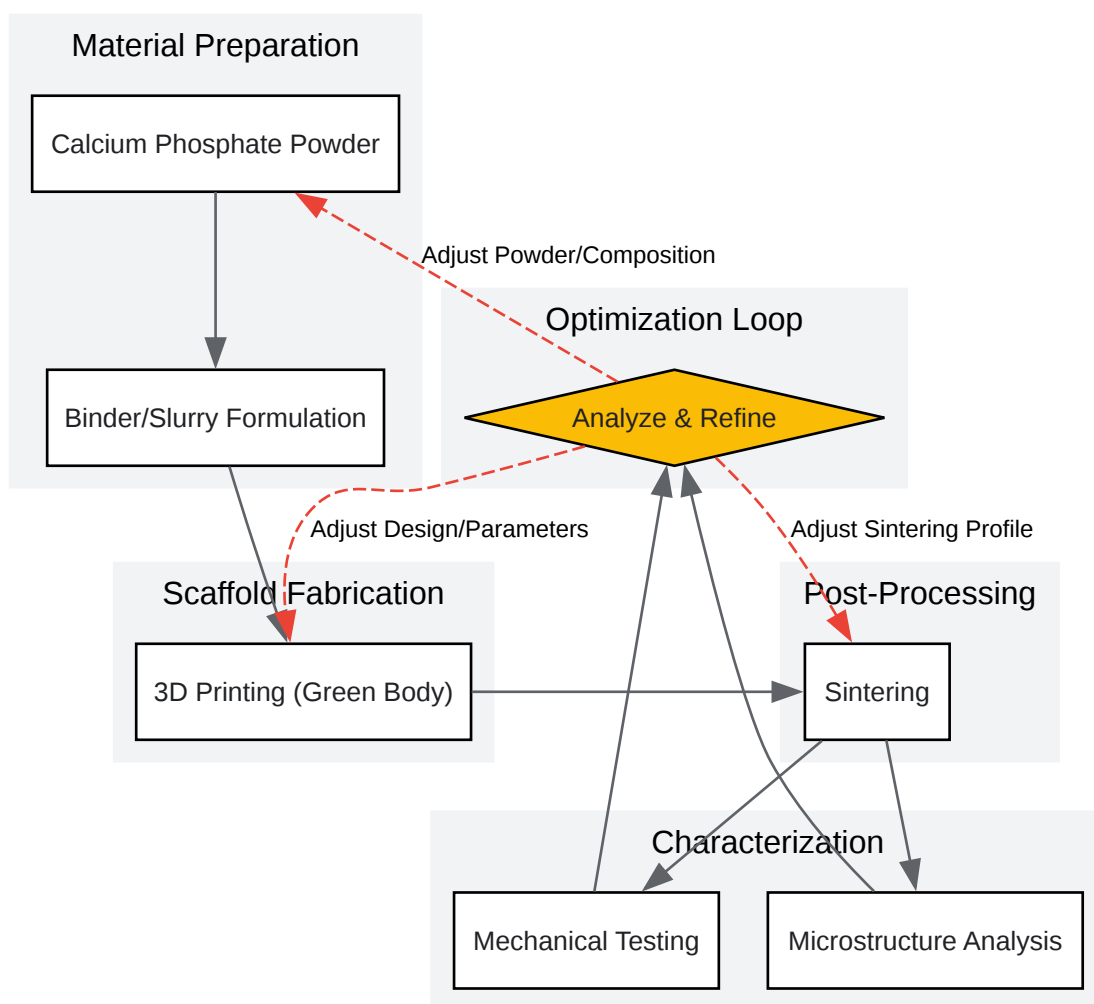 Material Preparation
Calcium Phosphate Powder
Adjust Powder/Composition
Optimization Loop
Binder/Slurry Formulation
Analyze & Refine
Adjust Design/Parameters
Adjust Sintering Profile
Scaffold Fabrication
Post-Processing
3D Printing (Green Body)
Sintering
Characterization
Mechanical Testing
Microstructure Analysis